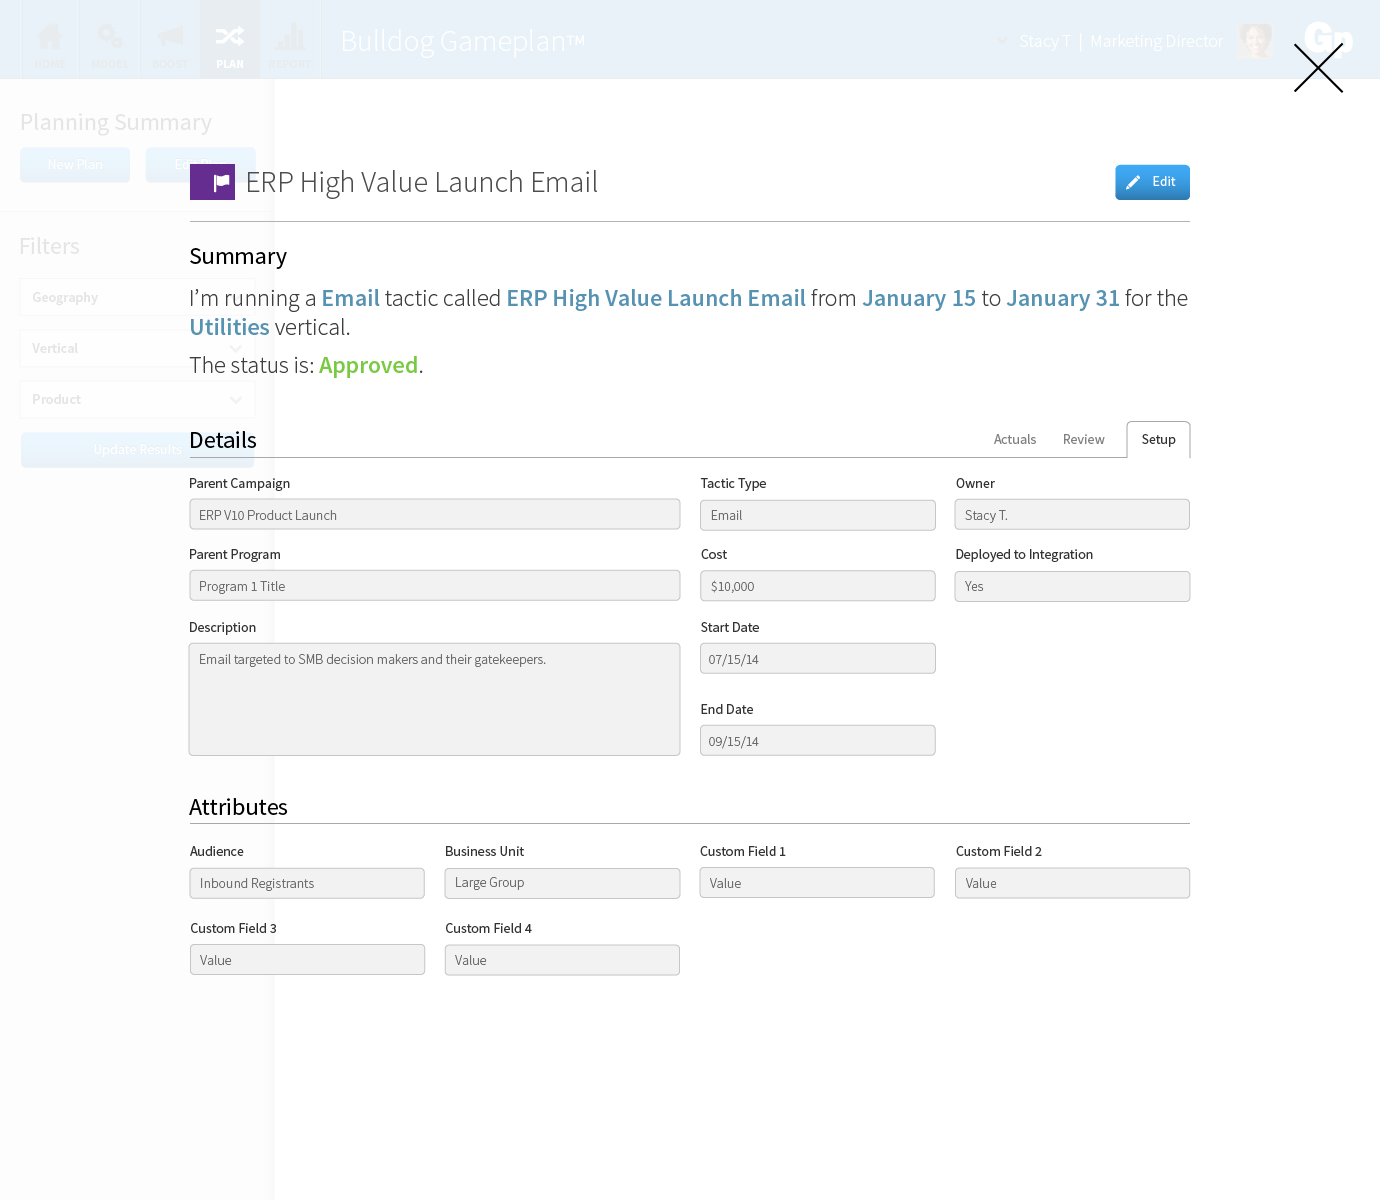 HOME
MODEL
BOOST
PLAN
REPORT
Bulldog Gameplan™
Stacy T | Marketing Director
Gp
Planning Summary
New Plan
ERP High Value Launch Email
Edit
Filters
Geography
Vertical
Product
Update Results
Summary
I’m running a Email tactic called ERP High Value Launch Email from January 15 to January 31 for the
Utilities vertical.
The status is: Approved.
Details
Actuals
Review
Setup
Parent Campaign
Tactic Type
Owner
ERP V10 Product Launch
Email
Stacy T.
Parent Program
Cost
Deployed to Integration
Program 1 Title
$10,000
Yes
Description
Start Date
Email targeted to SMB decision makers and their gatekeepers.
07/15/14
End Date
09/15/14
Attributes
Audience
Business Unit
Custom Field 1
Custom Field 2
Inbound Registrants
Large Group
Value
Value
Custom Field 3
Custom Field 4
Value
Value